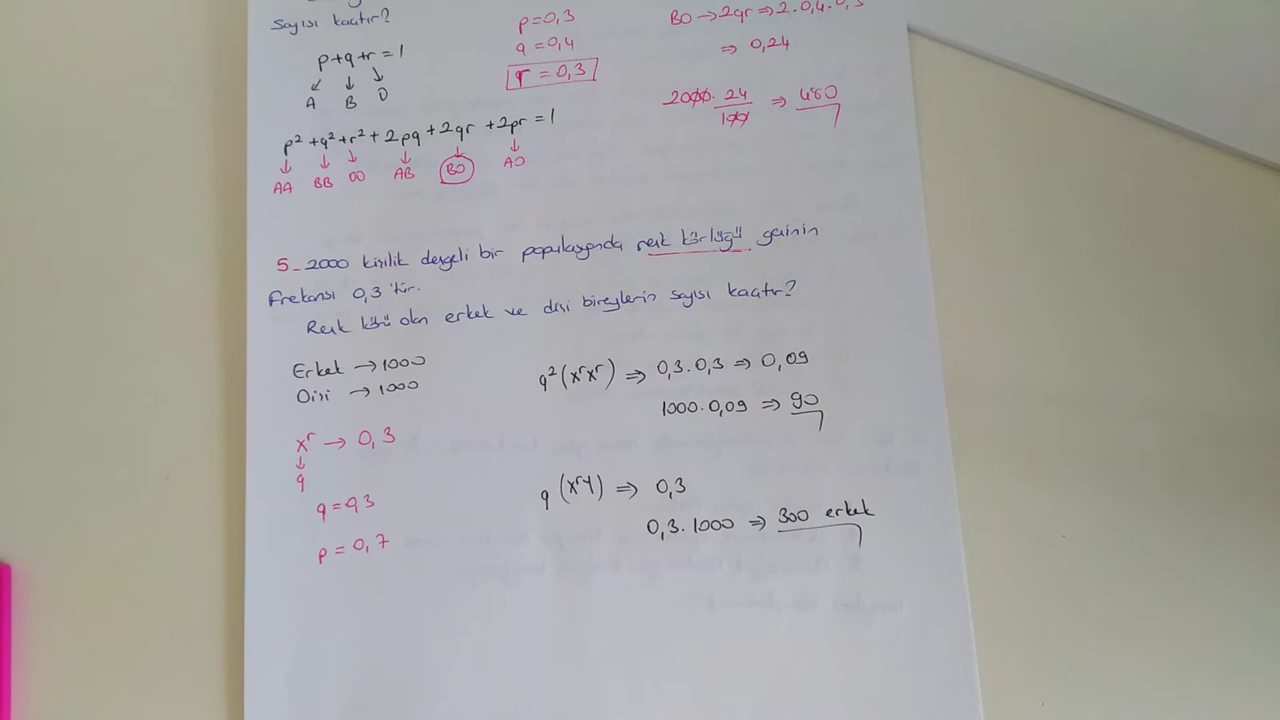 Sayısı kaçtır?
p+q+r=1
A B O
p=0,3
q=0,4
r=0,3
BO→2qr⇒2.0,4.0,3
⇒ 0,24
2000. 24/100 ⇒ 480
p²+q²+r²+2pq+2qr+2pr=1
AA BB OO AB BO AO
5_ 2000 kişilik dengeli bir populasyonda renk körlüğü geninin
frekansı 0,3 'tür.
Renk körü olan erkek ve dişi bireylerin sayısı kaçtır?
Erkek →1000
Dişi →1000
xʳ → 0,3
q
q=0,3
p=0,7
q²(xʳxʳ) ⇒ 0,3.0,3 ⇒ 0,09
1000.0,09 ⇒ 90
q (xʳy) ⇒ 0,3
0,3.1000 ⇒ 300 erkek